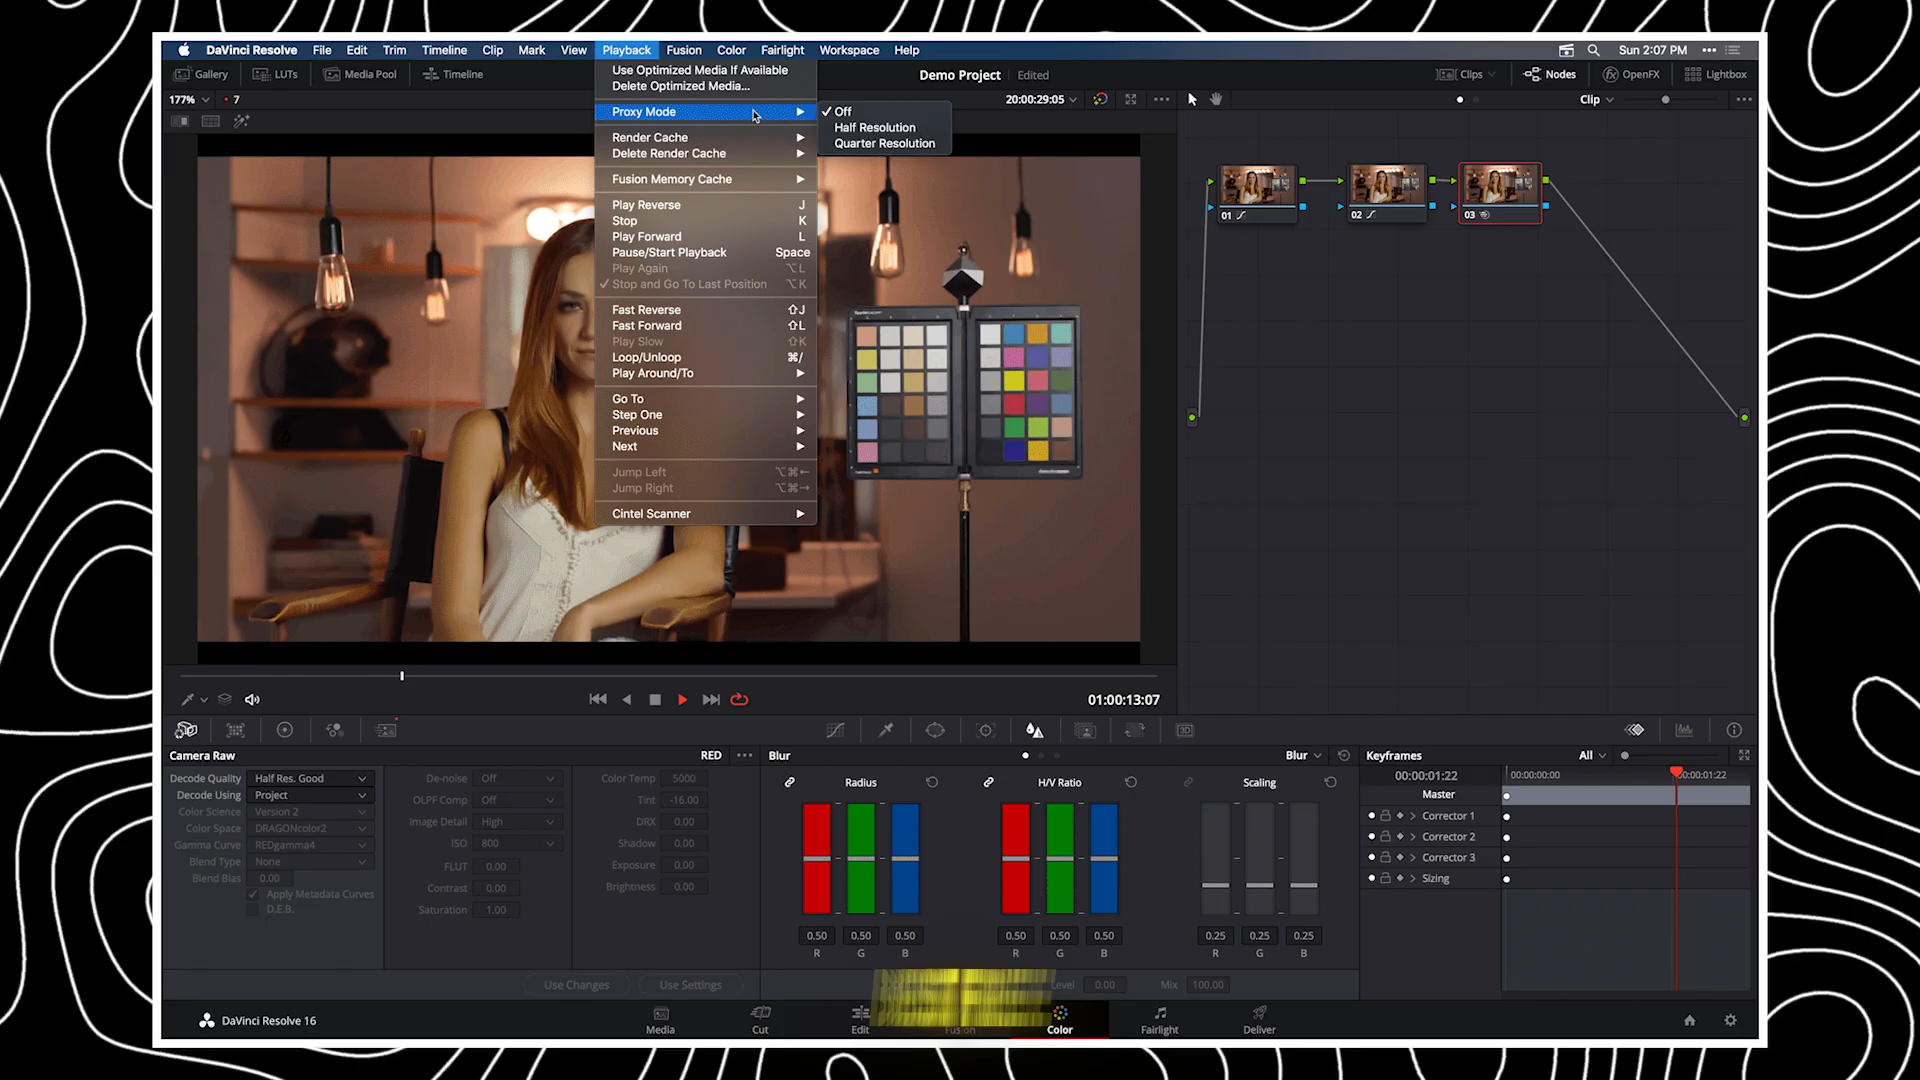 DaVinci Resolve File Edit Trim Timeline Clip Mark View Playback Fusion Color Fairlight Workspace Help Sun 2:07 PM
Gallery LUTs Media Pool Timeline Demo Project Edited Clips Nodes OpenFX Lightbox
177% 7 20:00:29:05 Clip
Use Optimized Media If Available
Delete Optimized Media...
Proxy Mode
Off
Half Resolution
Quarter Resolution
Render Cache
Delete Render Cache
Fusion Memory Cache
Play Reverse J
Stop K
Play Forward L
Pause/Start Playback Space
Play Again ⌥L
Stop and Go To Last Position ⌥K
Fast Reverse ⇧J
Fast Forward ⇧L
Play Slow ⇧K
Loop/Unloop ⌘/
Play Around/To
Go To
Step One
Previous
Next
Jump Left ⌥⌘←
Jump Right ⌥⌘→
Cintel Scanner
01 02 03
01:00:13:07
Camera Raw RED
Decode Quality Half Res. Good
Decode Using Project
Color Science Version 2
Color Space DRAGONcolor2
Gamma Curve REDgamma4
Blend Type None
Blend Bias 0.00
Apply Metadata Curves
D.E.B.
De-noise Off
OLPF Comp Off
Image Detail High
ISO 800
FLUT 0.00
Contrast 0.00
Saturation 1.00
Color Temp 5000
Tint -16.00
DRX 0.00
Shadow 0.00
Exposure 0.00
Brightness 0.00
Use Changes Use Settings
Blur Blur
Radius H/V Ratio Scaling
0.50 0.50 0.50 0.50 0.50 0.50 0.25 0.25 0.25
R G B R G B R G B
Level 0.00 Mix 100.00
Keyframes All
00:00:01:22 00:00:00:00 00:00:01:22
Master
Corrector 1
Corrector 2
Corrector 3
Sizing
3D
DaVinci Resolve 16
Media Cut Edit Fusion Color Fairlight Deliver